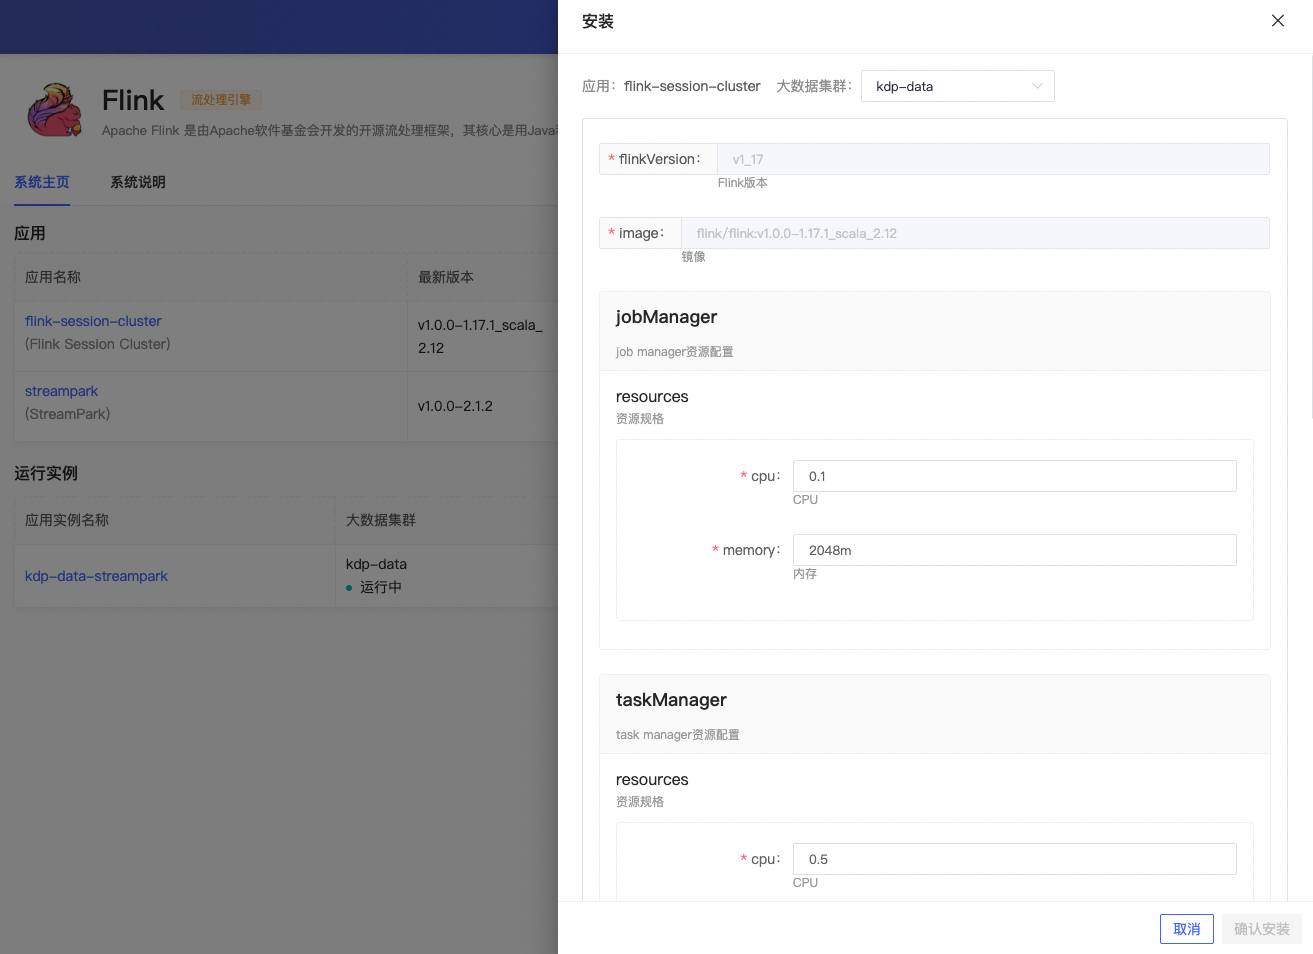 Flink
流处理引擎
Apache Flink 是由Apache软件基金会开发的开源流处理框架，其核心是用Java
系统主页
系统说明
应用
应用名称
最新版本
flink-session-cluster
(Flink Session Cluster)
v1.0.0-1.17.1_scala_
2.12
streampark
(StreamPark)
v1.0.0-2.1.2
运行实例
应用实例名称
大数据集群
kdp-data-streampark
kdp-data
运行中
安装
应用： flink-session-cluster 大数据集群： kdp-data
* flinkVersion： v1_17
Flink版本
* image： flink/flink:v1.0.0-1.17.1_scala_2.12
镜像
jobManager
job manager资源配置
resources
资源规格
* cpu： 0.1
CPU
* memory： 2048m
内存
taskManager
task manager资源配置
resources
资源规格
* cpu： 0.5
CPU
取消
确认安装